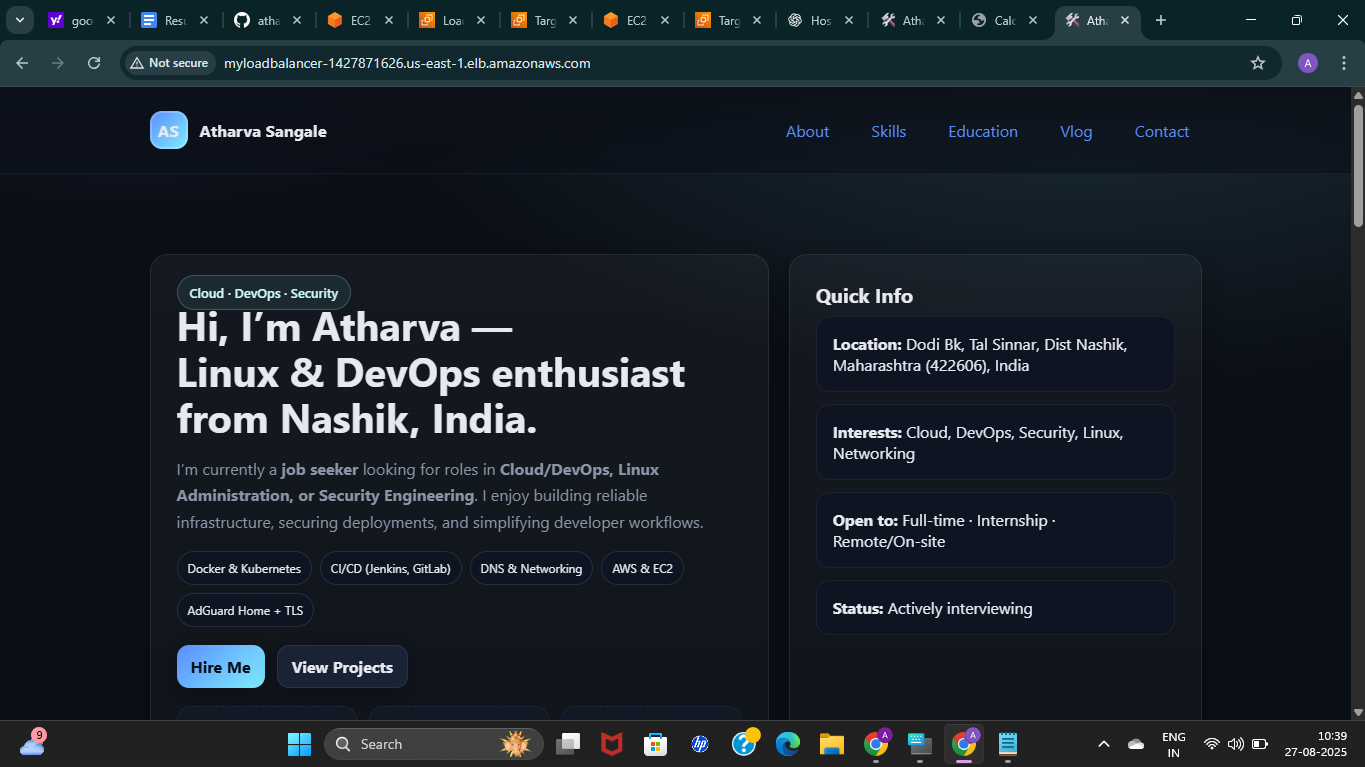 goo
Resu
atha
EC2
Load
Targ
EC2
Targ
Hos
Atha
Calc
Atha
Not secure
myloadbalancer-1427871626.us-east-1.elb.amazonaws.com
A
AS
Atharva Sangale
About
Skills
Education
Vlog
Contact
Cloud · DevOps · Security
Hi, I’m Atharva —
Linux & DevOps enthusiast
from Nashik, India.
I’m currently a job seeker looking for roles in Cloud/DevOps, Linux
Administration, or Security Engineering. I enjoy building reliable
infrastructure, securing deployments, and simplifying developer workflows.
Docker & Kubernetes
CI/CD (Jenkins, GitLab)
DNS & Networking
AWS & EC2
AdGuard Home + TLS
Hire Me
View Projects
Quick Info
Location: Dodi Bk, Tal Sinnar, Dist Nashik,
Maharashtra (422606), India
Interests: Cloud, DevOps, Security, Linux,
Networking
Open to: Full-time · Internship ·
Remote/On-site
Status: Actively interviewing
9
Search
hp
A
A
ENG
IN
10:39
27-08-2025